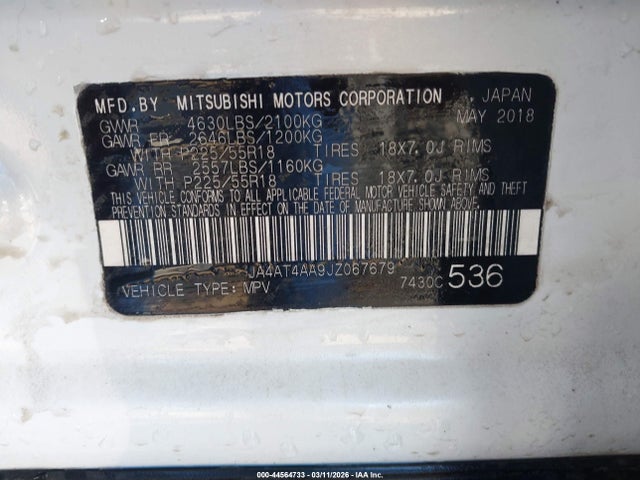 MFD.BY MITSUBISHI MOTORS CORPORATION , JAPAN
GVWR 4630LBS/2100KG MAY 2018
GAWR FR 2646LBS/1200KG
WITH P225/55R18 TIRES 18X7.0J RIMS
GAWR RR 2557LBS/1160KG
WITH P225/55R18 TIRES 18X7.0J RIMS
THIS VEHICLE CONFORMS TO ALL APPLICABLE FEDERAL MOTOR VEHICLE SAFETY AND THEFT
PREVENTION STANDARDS IN EFFECT ON THE DATE OF MANUFACTURE SHOWN ABOVE.
JA4AT4AA9JZ067679
VEHICLE TYPE: MPV 7430C 536
000-44564733 - 03/11/2026 - IAA Holdings, LLC.